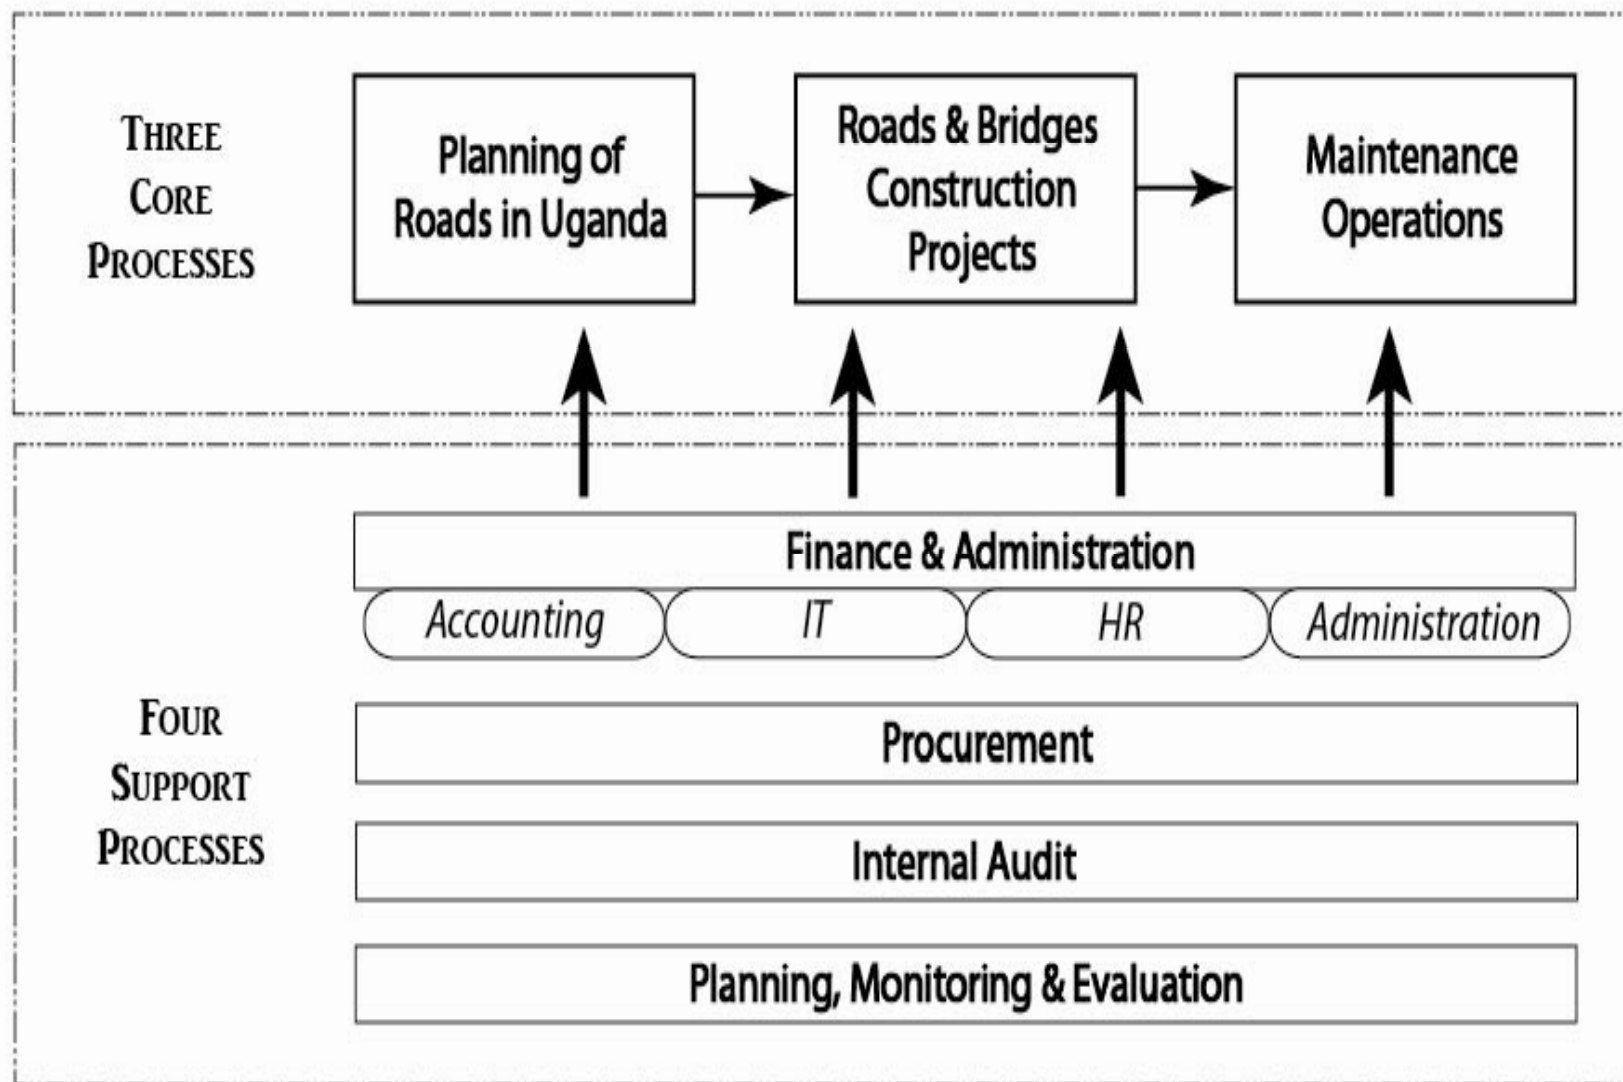 THREE
CORE
PROCESSES
Planning of
Roads in Uganda
Roads & Bridges
Construction
Projects
Maintenance
Operations
FOUR
SUPPORT
PROCESSES
Finance & Administration
Accounting
IT
HR
Administration
Procurement
Internal Audit
Planning, Monitoring & Evaluation